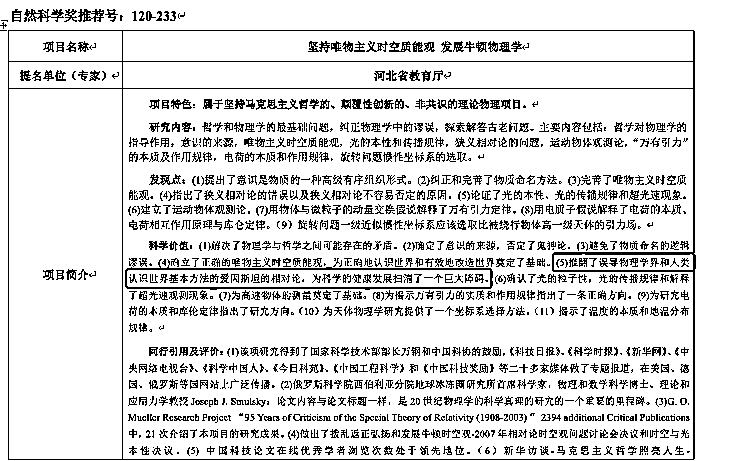 自然科学奖推荐号：120-233
项目名称
坚持唯物主义时空质能观 发展牛顿物理学
提名单位（专家）
河北省教育厅
项目简介
项目特色：属于坚持马克思主义哲学的、颠覆性创新的、非共识的理论物理项目。
研究内容：哲学和物理学的最基础问题，纠正物理学中的谬误，探索解答古老问题。主要内容包括：哲学对物理学的
指导作用，意识的来源，唯物主义时空质能观，光的本性和传播规律，狭义相对论的问题，运动物体观测论，“万有引力”
的本质及作用规律，电荷的本质和作用规律，旋转问题惯性坐标系的选取。
发现点：(1)提出了意识是物质的一种高级有序组织形式。(2)纠正和完善了物质命名方法。(3)完善了唯物主义时空质
能观。(4)指出了狭义相对论的错误以及狭义相对论不容易否定的原因。(5)论证了光的本性、光的传播规律和超光速现象。
(6)建立了运动物体观测论。(7)用物体与微粒子的动量交换假说解释了万有引力定律。(8)用电质子假说解释了电荷的本质、
电荷相互作用原理与库仑定律。（9）旋转问题一级近似惯性坐标系应该选取比被绕行物体高一级天体的引力场。
科学价值：(1)解决了物理学与哲学之间可能存在的矛盾。(2)确定了意识的来源，否定了鬼神论。(3)避免了物质命名的逻辑
谬误。(4)确立了正确的唯物主义时空质能观，为正确地认识世界和有效地改造世界奠定了基础。(5)推翻了误导物理学界和人类
认识世界基本方法的爱因斯坦的相对论，为科学的健康发展扫清了一个巨大障碍。(6)确认了光的粒子性，光的传播规律和解释
了超光速观则现象。(7)为高速物体的测量奠定了基础。(8)为揭示万有引力的实质和作用规律指出了一条正确方向。(9)为研究电
荷的本质和库伦定律指出了研究方向。（10）为天体物理学研究提供了一个坐标系选择方法。（11）揭示了温度的本质和地温分布
规律。
同行引用及评价：(1)该项研究得到了国家科学技术部部长万钢和中国科协的鼓励，《科技日报》、《科学时报》、《新华网》、《中
央网络电视台》、《科学中国人》、《今日科苑》、《中国工程科学》和《中国科技奖励》等二十多家媒体做了专题报道，在美国、德
国、俄罗斯等国网站上广泛传播。(2)俄罗斯科学院西伯利亚分院地球冰冻圈研究所首席科学家，物理和数学科学博士、理论和
应用力学教授Joseph J. Smulsky：论文内容与论文标题一样，是 20世纪物理学的科学真理的研究的一个重要的里程碑。(3)G. O.
Mueller Research Project “95 Years of Criticism of the Special Theory of Relativity (1908-2003)” 2394 additional Critical Publications
中，21 次介绍了本项目的研究成果。(4)做出了拨乱返正弘扬和发展牛顿时空观-2007年相对论时空观问题讨论会决议和时空与光
本性决议。(5) 中国科技论文在线优秀学者浏览次数处于领先地位。(6) 新华访谈-马克思主义哲学照亮人生。